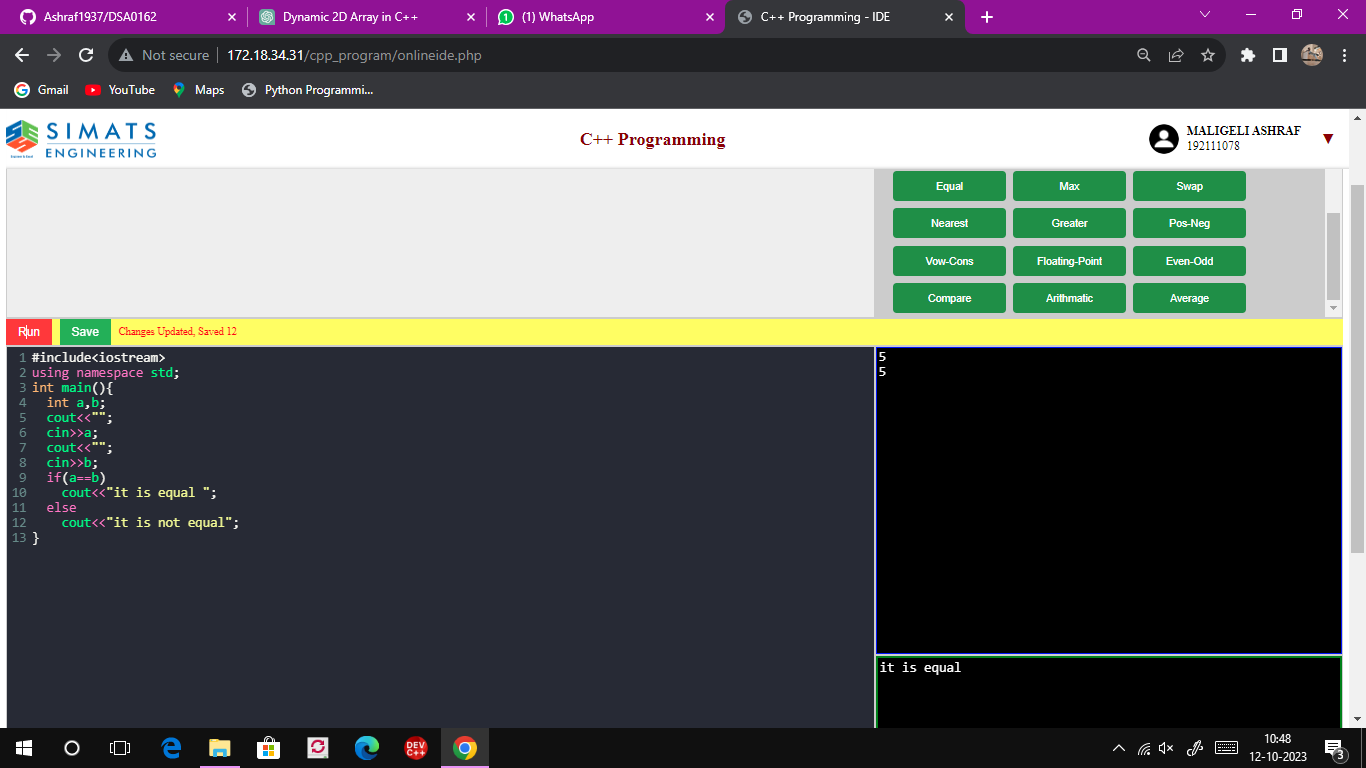 Ashraf1937/DSA0162
Dynamic 2D Array in C++
(1) WhatsApp
C++ Programming - IDE
Not secure
172.18.34.31/cpp_program/onlineide.php
Gmail
YouTube
Maps
Python Programmi...
SIMATS
ENGINEERING
C++ Programming
MALIGELI ASHRAF
192111078
Equal
Max
Swap
Nearest
Greater
Pos-Neg
Vow-Cons
Floating-Point
Even-Odd
Compare
Arithmatic
Average
Run
Save
Changes Updated, Saved 12
1 #include<iostream>
2 using namespace std;
3 int main(){
4   int a,b;
5   cout<<"";
6   cin>>a;
7   cout<<"";
8   cin>>b;
9   if(a==b)
10     cout<<"it is equal ";
11   else
12     cout<<"it is not equal";
13 }
5
5
it is equal
DEV
C++
10:48
12-10-2023
3